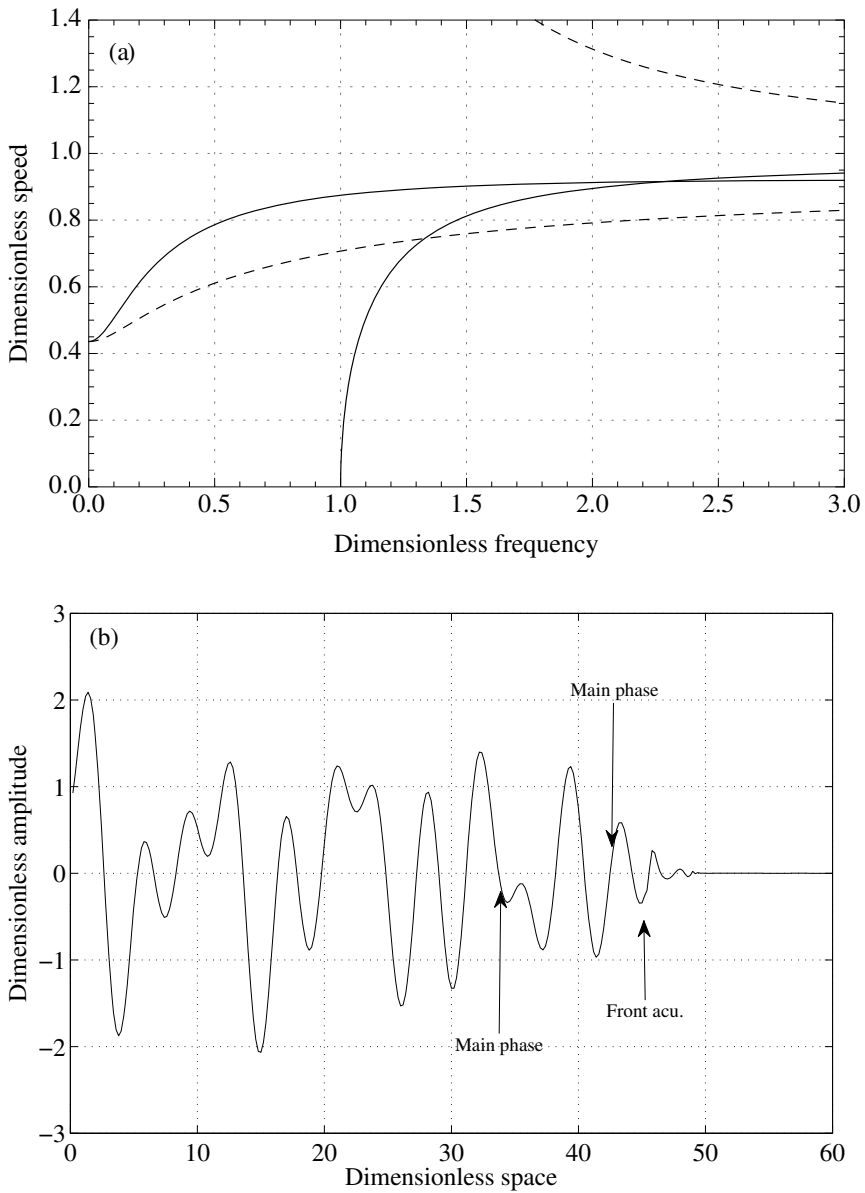 (a)
1.4
1.2
1.0
0.8
0.6
0.4
0.2
0.0
Dimensionless speed
0.0 0.5 1.0 1.5 2.0 2.5 3.0
Dimensionless frequency
(b)
3
2
1
0
−1
−2
−3
Dimensionless amplitude
Main phase
Main phase
Front acu.
0 10 20 30 40 50 60
Dimensionless space